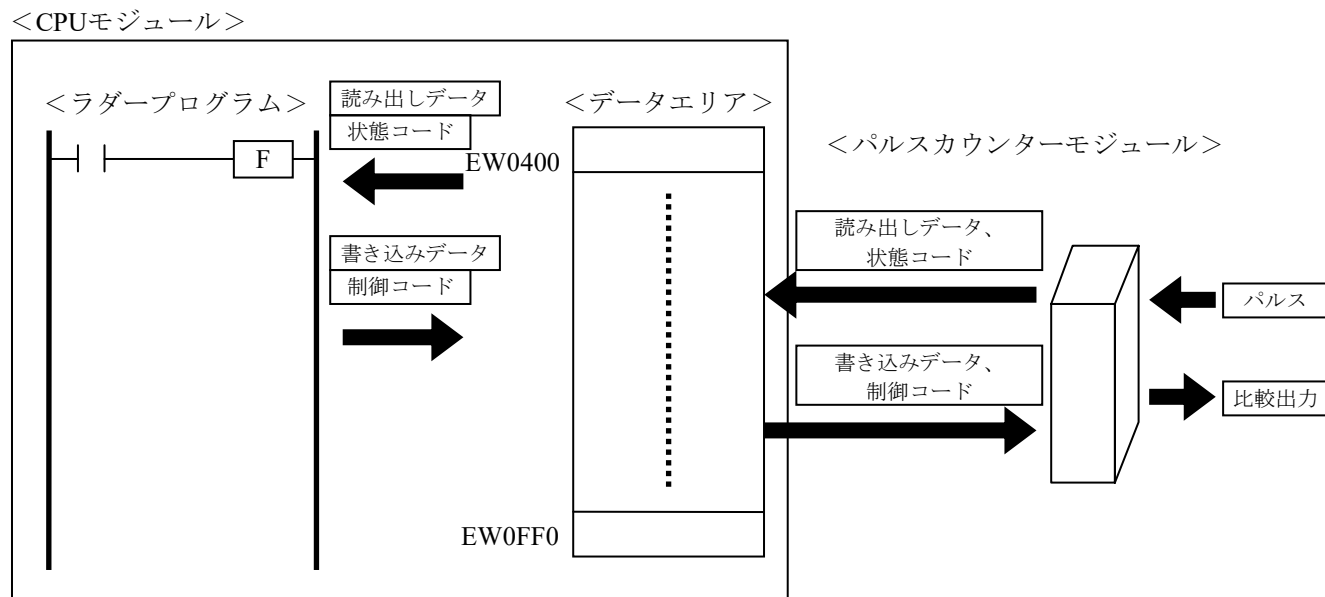 ＜CPUモジュール＞
＜ラダープログラム＞
F
読み出しデータ
状態コード
書き込みデータ
制御コード
＜データエリア＞
EW0400
EW0FF0
＜パルスカウンターモジュール＞
読み出しデータ、
状態コード
書き込みデータ、
制御コード
パルス
比較出力